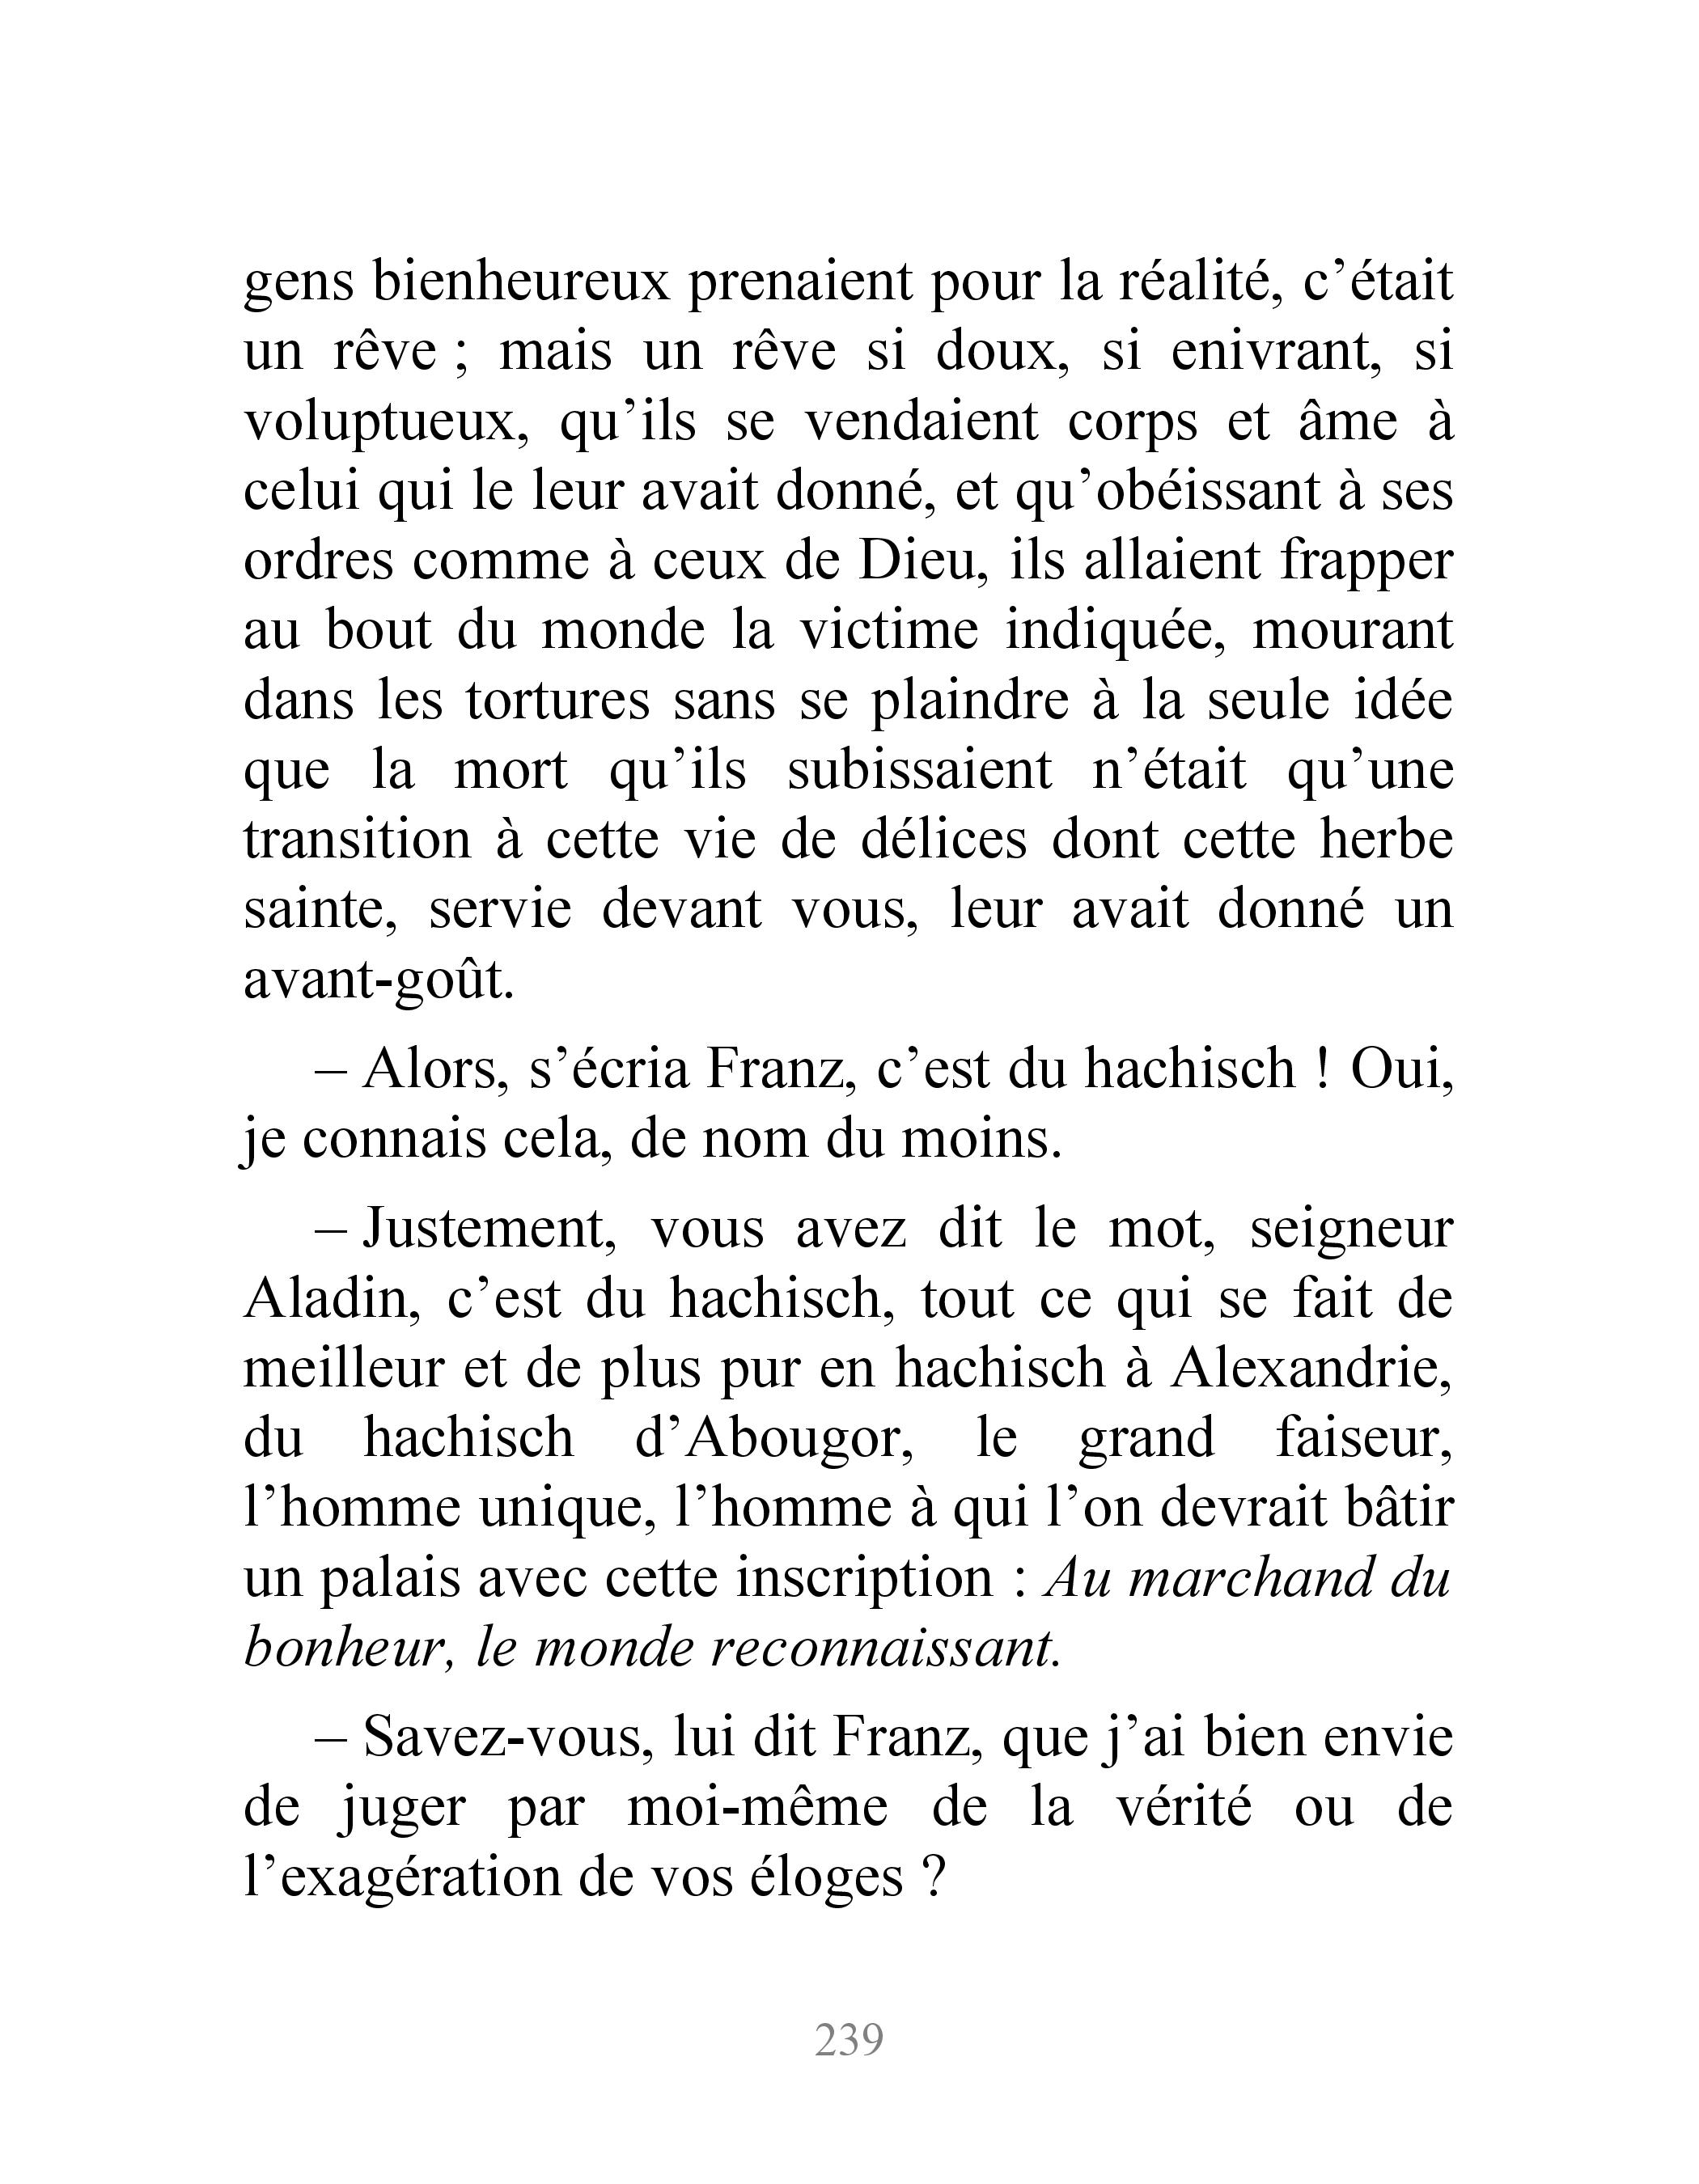 gens bienheureux prenaient pour la réalité, c’était
un rêve ; mais un rêve si doux, si enivrant, si
voluptueux, qu’ils se vendaient corps et âme à
celui qui le leur avait donné, et qu’obéissant à ses
ordres comme à ceux de Dieu, ils allaient frapper
au bout du monde la victime indiquée, mourant
dans les tortures sans se plaindre à la seule idée
que la mort qu’ils subissaient n’était qu’une
transition à cette vie de délices dont cette herbe
sainte, servie devant vous, leur avait donné un
avant-goût.
– Alors, s’écria Franz, c’est du hachisch ! Oui,
je connais cela, de nom du moins.
– Justement, vous avez dit le mot, seigneur
Aladin, c’est du hachisch, tout ce qui se fait de
meilleur et de plus pur en hachisch à Alexandrie,
du hachisch d’Abougor, le grand faiseur,
l’homme unique, l’homme à qui l’on devrait bâtir
un palais avec cette inscription : Au marchand du
bonheur, le monde reconnaissant.
– Savez-vous, lui dit Franz, que j’ai bien envie
de juger par moi-même de la vérité ou de
l’exagération de vos éloges ?
239